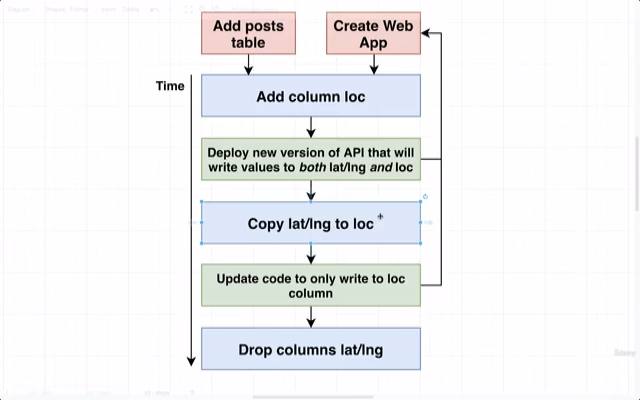 Add posts
table
Create Web
App
Time
Add column loc
Deploy new version of API that will
write values to both lat/lng and loc
Copy lat/lng to loc
Update code to only write to loc
column
Drop columns lat/lng